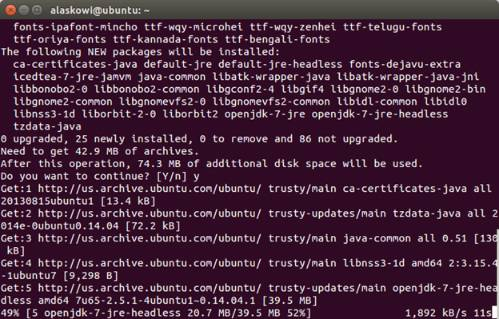 alaskowi@ubuntu: ~
fonts-ipafont-mincho ttf-wqy-microhei ttf-wqy-zenhei ttf-telugu-fonts
ttf-oriya-fonts ttf-kannada-fonts ttf-bengali-fonts
The following NEW packages will be installed:
ca-certificates-java default-jre default-jre-headless fonts-dejavu-extra
icedtea-7-jre-jamvm java-common libatk-wrapper-java libatk-wrapper-java-jni
libbonobo2-0 libbonobo2-common libgconf2-4 libgif4 libgnome2-0 libgnome2-bin
libgnome2-common libgnomevfs2-0 libgnomevfs2-common libidl-common libidl0
libnss3-1d liborbit-2-0 liborbit2 openjdk-7-jre openjdk-7-jre-headless
tzdata-java
0 upgraded, 25 newly installed, 0 to remove and 86 not upgraded.
Need to get 42.9 MB of archives.
After this operation, 74.3 MB of additional disk space will be used.
Do you want to continue? [Y/n] y
Get:1 http://us.archive.ubuntu.com/ubuntu/ trusty/main ca-certificates-java all
20130815ubuntu1 [13.4 kB]
Get:2 http://us.archive.ubuntu.com/ubuntu/ trusty-updates/main tzdata-java all 2
014e-0ubuntu0.14.04 [72.2 kB]
Get:3 http://us.archive.ubuntu.com/ubuntu/ trusty/main java-common all 0.51 [130
kB]
Get:4 http://us.archive.ubuntu.com/ubuntu/ trusty/main libnss3-1d amd64 2:3.15.4
-1ubuntu7 [9,298 B]
Get:5 http://us.archive.ubuntu.com/ubuntu/ trusty-updates/main openjdk-7-jre-hea
dless amd64 7u65-2.5.1-4ubuntu1~0.14.04.1 [39.5 MB]
49% [5 openjdk-7-jre-headless 20.7 MB/39.5 MB 52%] 1,892 kB/s 11s